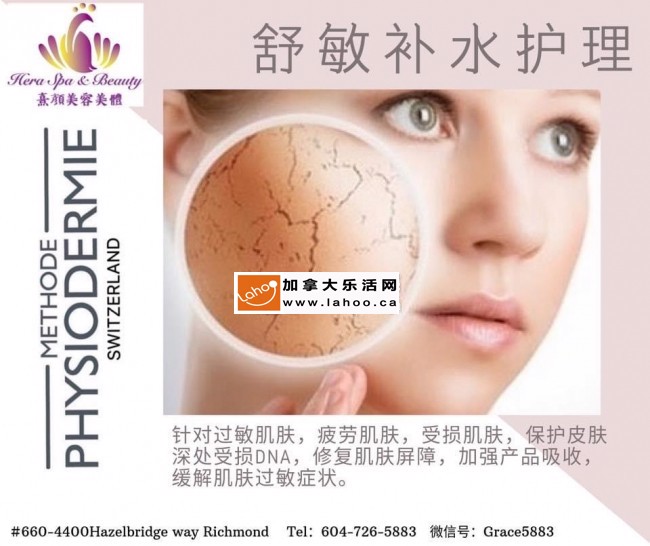 Hera Spa & Beauty
熹顏美容美體
舒敏补水护理
METHODE
PHYSIODERMIE
SWITZERLAND
Lahoo
加拿大乐活网
www.lahoo.ca
针对过敏肌肤，疲劳肌肤，受损肌肤，保护皮肤
深处受损DNA，修复肌肤屏障，加强产品吸收，
缓解肌肤过敏症状。
#660-4400Hazelbridge way Richmond Tel：604-726-5883 微信号：Grace5883